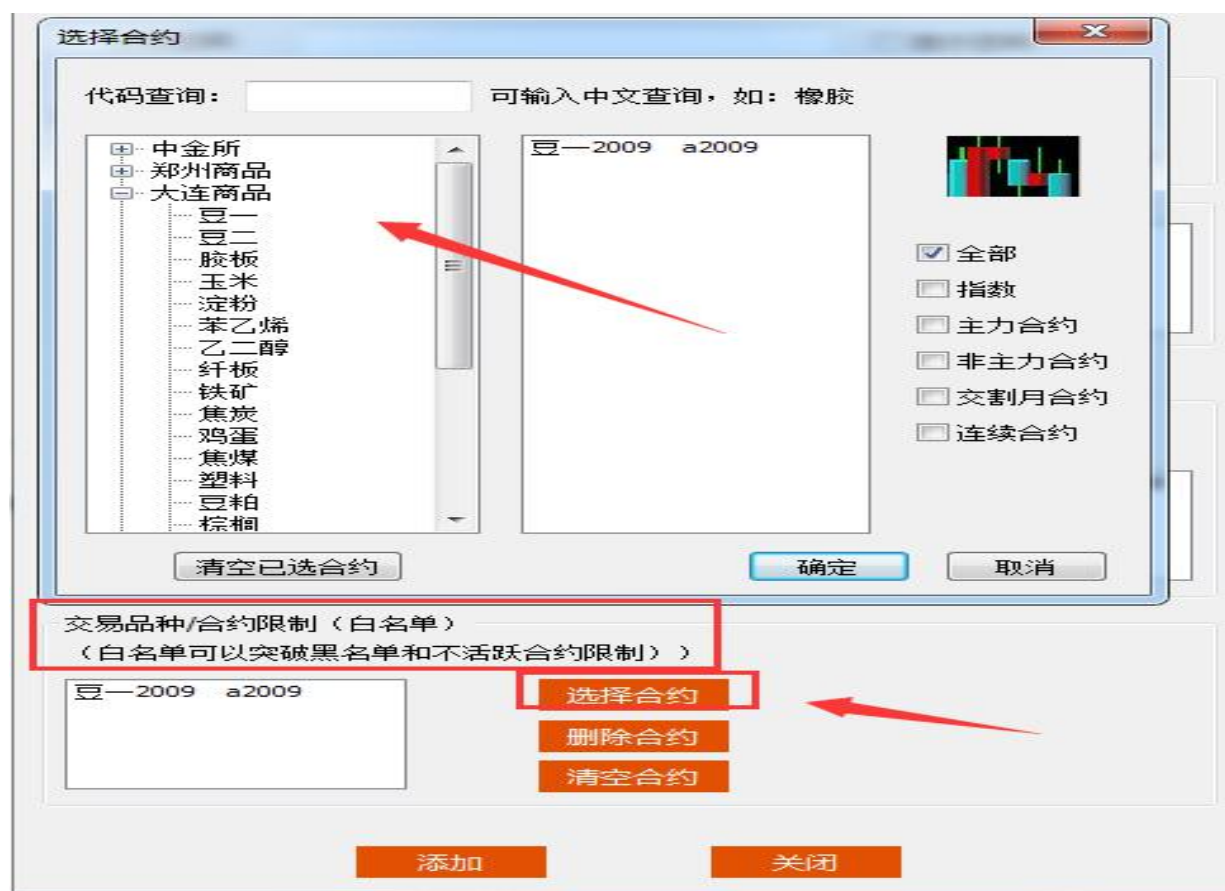 选择合约
代码查询： 可输入中文查询，如：橡胶
中金所
郑州商品
大连商品
豆一
豆二
胶板
玉米
淀粉
苯乙烯
乙二醇
纤板
铁矿
焦炭
鸡蛋
焦煤
塑料
豆粕
棕榈
豆一2009 a2009
全部
指数
主力合约
非主力合约
交割月合约
连续合约
清空已选合约
确定
取消
交易品种/合约限制（白名单）
（白名单可以突破黑名单和不活跃合约限制））
豆一2009 a2009
选择合约
删除合约
清空合约
添加
关闭